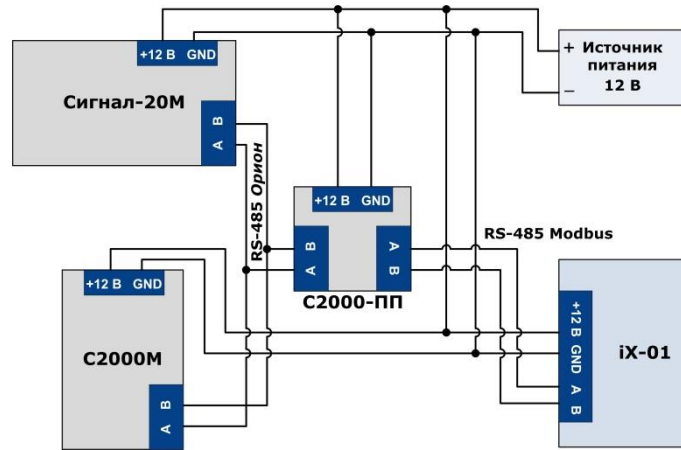 +12 В GND
Сигнал-20М
В
А
+ Источник
питания
− 12 В
RS-485 Орион
+12 В GND
В
А
А
В
С2000-ПП
RS-485 Modbus
+12 В GND
С2000М
В
А
+12 В
GND
А
В
iX-01